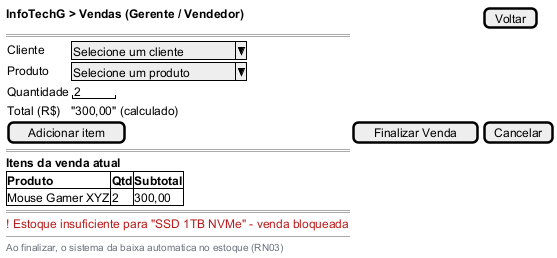 InfoTechG > Vendas (Gerente / Vendedor)
Voltar
Cliente Selecione um cliente
Produto Selecione um produto
Quantidade 2
Total (R$) "300,00" (calculado)
Adicionar item Finalizar Venda Cancelar
Itens da venda atual
Produto Qtd Subtotal
Mouse Gamer XYZ 2 300,00
! Estoque insuficiente para "SSD 1TB NVMe" - venda bloqueada
Ao finalizar, o sistema da baixa automatica no estoque (RN03)